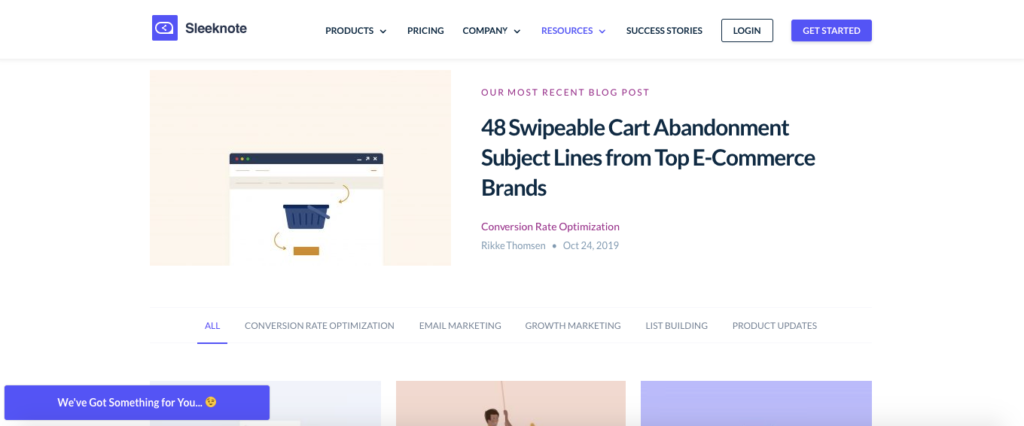 Sleeknote
PRODUCTS
PRICING
COMPANY
RESOURCES
SUCCESS STORIES
LOGIN
GET STARTED
OUR MOST RECENT BLOG POST
48 Swipeable Cart Abandonment
Subject Lines from Top E-Commerce
Brands
Conversion Rate Optimization
Rikke Thomsen • Oct 24, 2019
ALL
CONVERSION RATE OPTIMIZATION
EMAIL MARKETING
GROWTH MARKETING
LIST BUILDING
PRODUCT UPDATES
We've Got Something for You... 😉